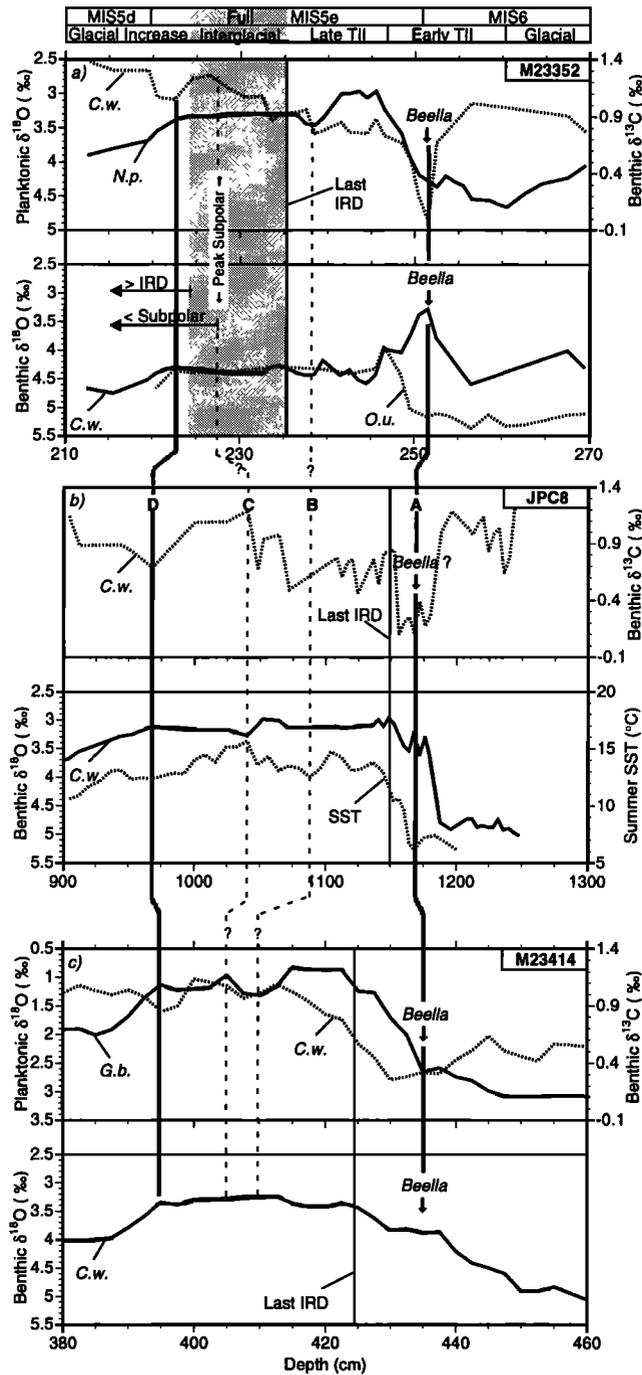 MIS5d Full MIS5e MIS6
Glacial Increase Interglacial Late TII Early TII Glacial
a) M23352
Planktonic δ18O (‰)
2.5
3
3.5
4
4.5
5
Benthic δ13C (‰)
1.4
0.9
0.4
-0.1
C.w.
N.p.
Beella
Last
IRD
Peak Subpolar
> IRD
< Subpolar
Benthic δ18O (‰)
2.5
3.0
3.5
4.0
4.5
5.0
5.5
Beella
C.w.
O.u.
210 230 250 270
? ?
b) JPC8
D C B A
1.4
0.9
0.4
-0.1
Benthic δ13C (‰)
C.w.
Beella ?
Last IRD
Benthic δ18O (‰)
2.5
3.0
3.5
4
4.5
5.0
5.5
Summer SST (°C)
20
15
10
5
C.w.
SST
900 1000 1100 1200 1300
? ?
c) M23414
Planktonic δ18O (‰)
0.5
1
1.5
2
2.5
3
3.5
Benthic δ13C (‰)
1.4
0.9
0.4
-0.1
Beella
C.w.
G.b.
Benthic δ18O (‰)
2.5
3
3.5
4
4.5
5
5.5
Beella
C.w.
Last IRD
380 400 420 440 460
Depth (cm)